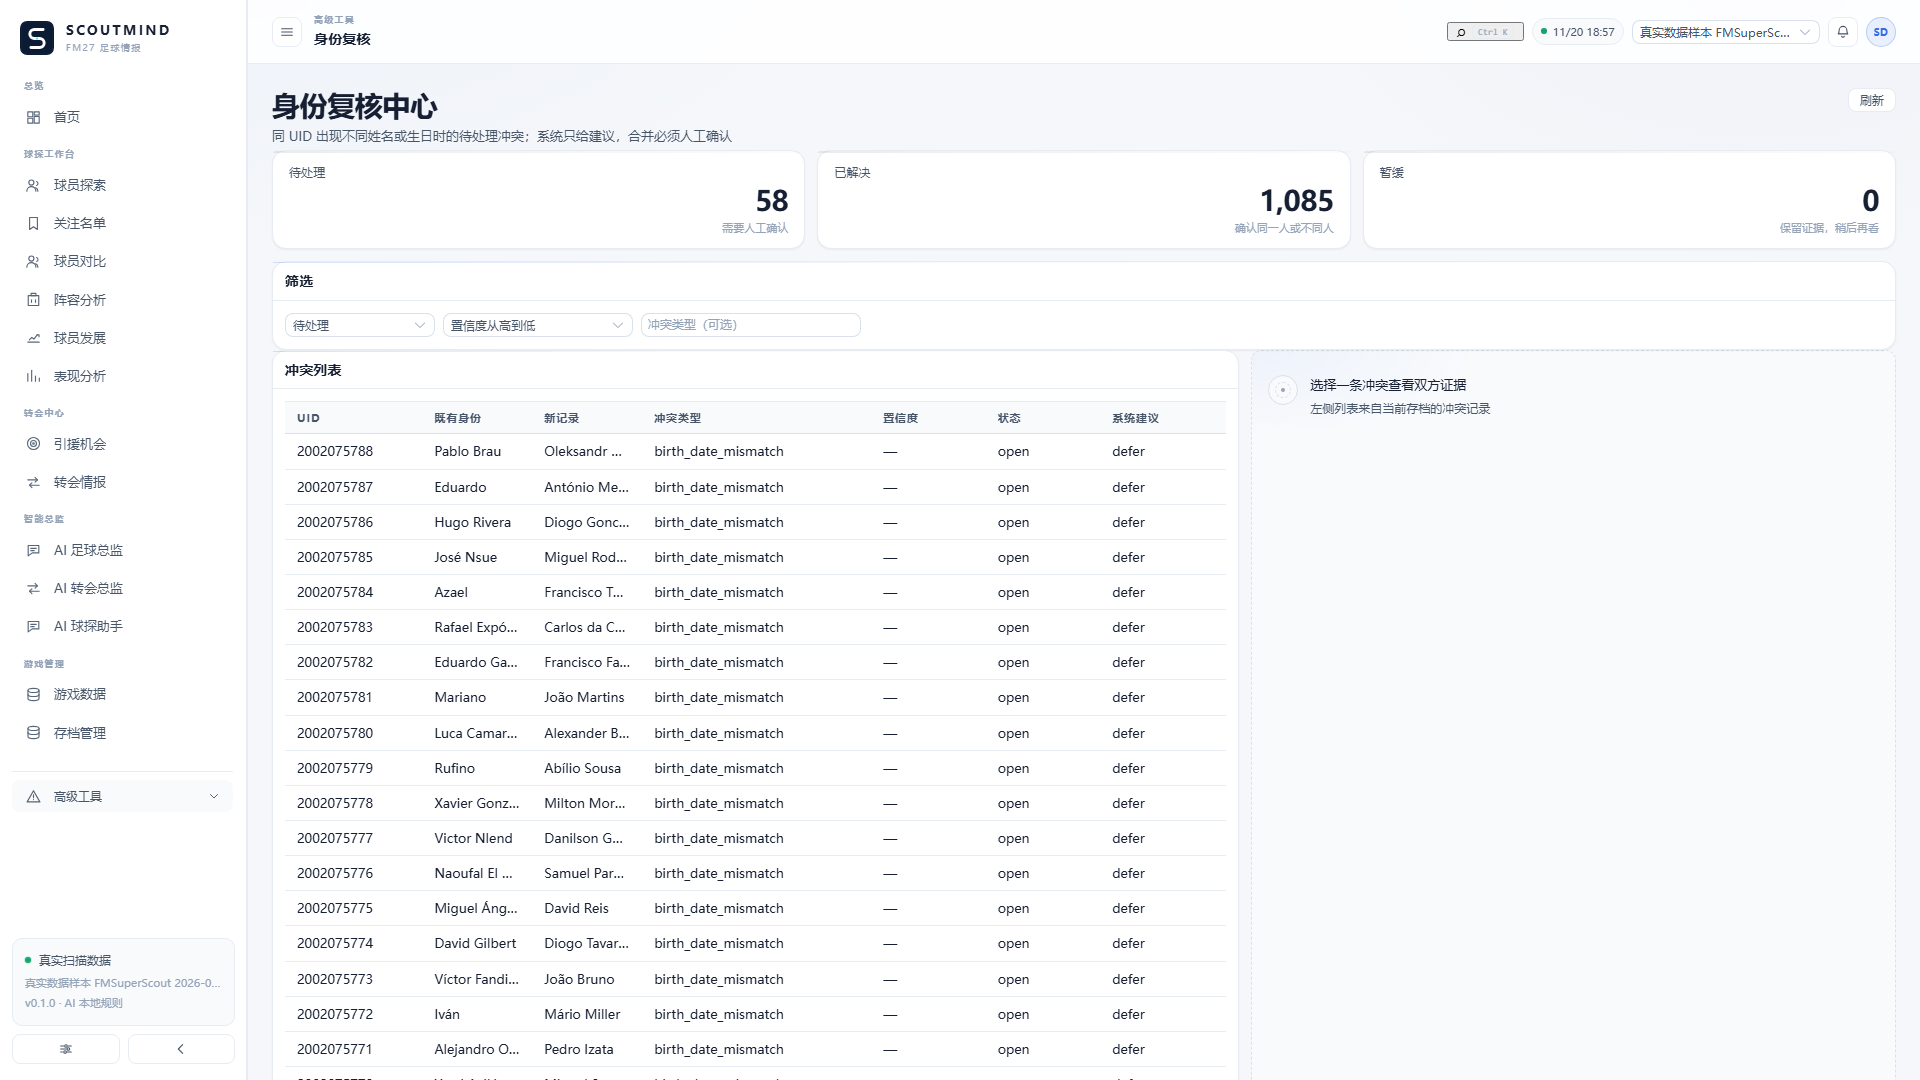 SCOUTMIND
FM27 足球情报
总览
首页
球探工作台
球员探索
关注名单
球员对比
阵容分析
球员发展
表现分析
转会中心
引援机会
转会情报
智能总监
AI 足球总监
AI 转会总监
AI 球探助手
游戏管理
游戏数据
存档管理
高级工具
真实扫描数据
真实数据样本 FMSuperScout 2026-0...
v0.1.0 · AI 本地规则
高级工具
身份复核
Ctrl K
11/20 18:57
真实数据样本 FMSuperSc...
SD
身份复核中心
同 UID 出现不同姓名或生日时的待处理冲突；系统只给建议，合并必须人工确认
刷新
待处理
58
需要人工确认
已解决
1,085
确认同一人或不同人
暂缓
0
保留证据，稍后再看
筛选
待处理 置信度从高到低 冲突类型（可选）
冲突列表
UID 既有身份 新记录 冲突类型 置信度 状态 系统建议
2002075788 Pablo Brau Oleksandr ... birth_date_mismatch — open defer
2002075787 Eduardo António Me... birth_date_mismatch — open defer
2002075786 Hugo Rivera Diogo Gonc... birth_date_mismatch — open defer
2002075785 José Nsue Miguel Rod... birth_date_mismatch — open defer
2002075784 Azael Francisco T... birth_date_mismatch — open defer
2002075783 Rafael Expó... Carlos da C... birth_date_mismatch — open defer
2002075782 Eduardo Ga... Francisco Fa... birth_date_mismatch — open defer
2002075781 Mariano João Martins birth_date_mismatch — open defer
2002075780 Luca Camar... Alexander B... birth_date_mismatch — open defer
2002075779 Rufino Abílio Sousa birth_date_mismatch — open defer
2002075778 Xavier Gonz... Milton Mor... birth_date_mismatch — open defer
2002075777 Victor Nlend Danilson G... birth_date_mismatch — open defer
2002075776 Naoufal El ... Samuel Par... birth_date_mismatch — open defer
2002075775 Miguel Áng... David Reis birth_date_mismatch — open defer
2002075774 David Gilbert Diogo Tavar... birth_date_mismatch — open defer
2002075773 Víctor Fandi... João Bruno birth_date_mismatch — open defer
2002075772 Iván Mário Miller birth_date_mismatch — open defer
2002075771 Alejandro O... Pedro Izata birth_date_mismatch — open defer
选择一条冲突查看双方证据
左侧列表来自当前存档的冲突记录